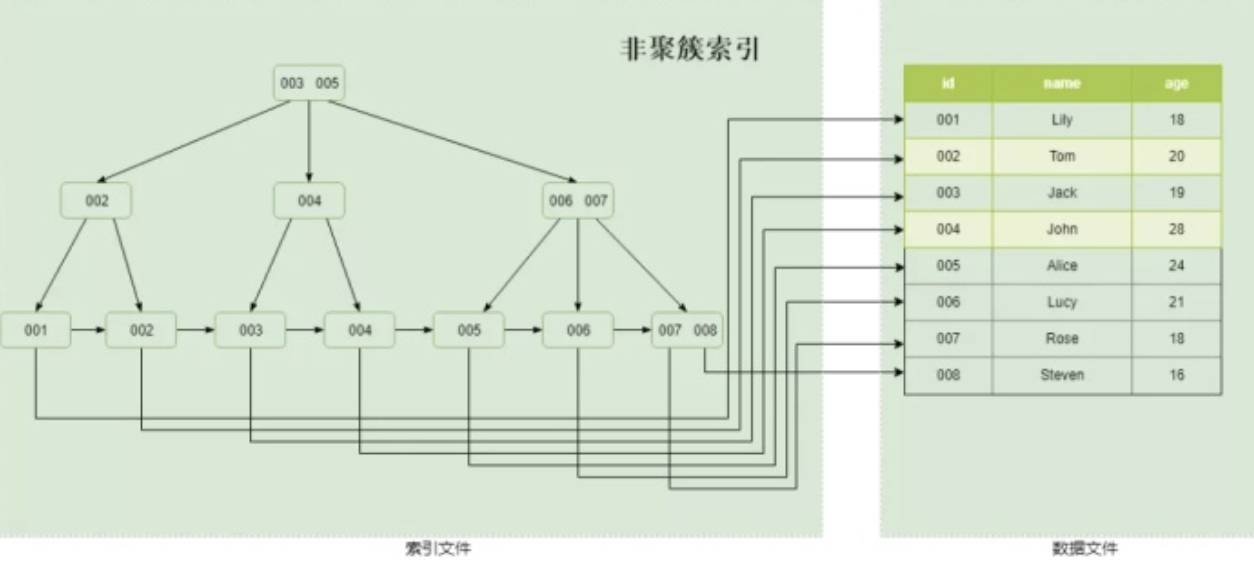 非聚簇索引
003 005
002
004
006 007
001
002
003
004
005
006
007 008
索引文件
id name age
001 Lily 18
002 Tom 20
003 Jack 19
004 John 28
005 Alice 24
006 Lucy 21
007 Rose 18
008 Steven 16
数据文件